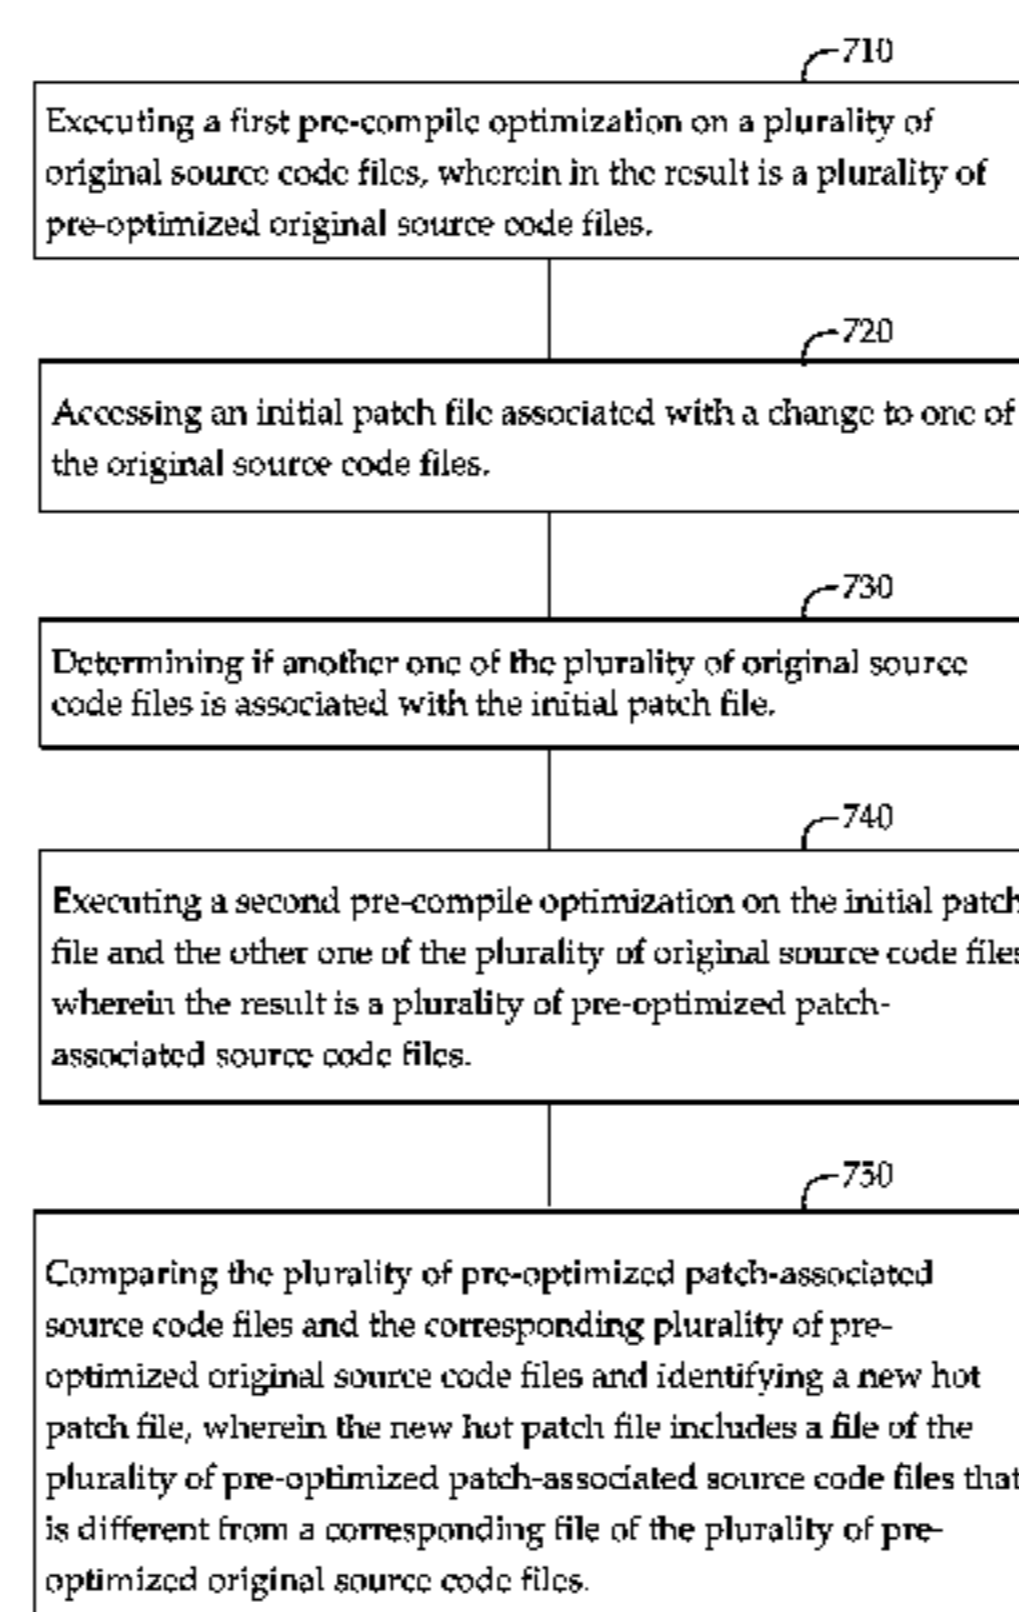 710
Executing a first pre-compile optimization on a plurality of
original source code files, wherein in the result is a plurality of
pre-optimized original source code files.
720
Accessing an initial patch file associated with a change to one of
the original source code files.
730
Determining if another one of the plurality of original source
code files is associated with the initial patch file.
740
Executing a second pre-compile optimization on the initial patch
file and the other one of the plurality of original source code files
wherein the result is a plurality of pre-optimized patch-
associated source code files.
750
Comparing the plurality of pre-optimized patch-associated
source code files and the corresponding plurality of pre-
optimized original source code files and identifying a new hot
patch file, wherein the new hot patch file includes a file of the
plurality of pre-optimized patch-associated source code files that
is different from a corresponding file of the plurality of pre-
optimized original source code files.